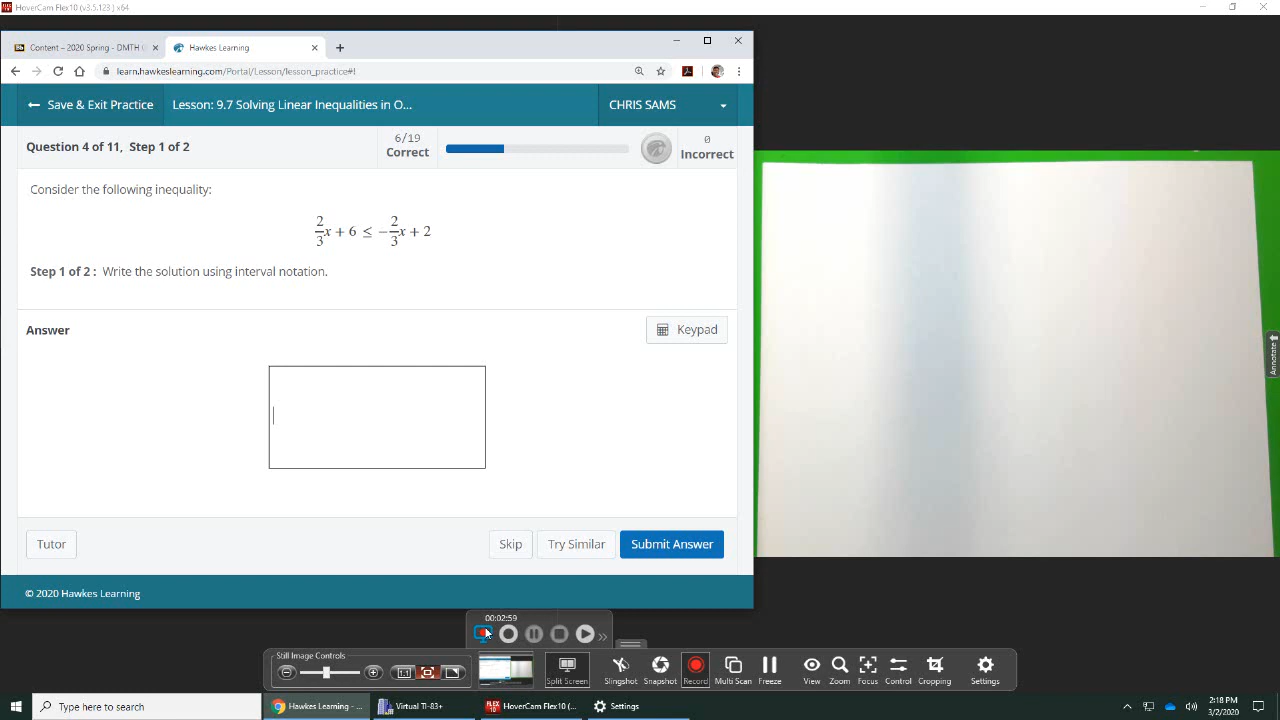 HoverCam Flex10 (v3.5.123) x64
Content – 2020 Spring - DMTH
Hawkes Learning
learn.hawkeslearning.com/Portal/Lesson/lesson_practice#!
← Save & Exit Practice
Lesson: 9.7 Solving Linear Inequalities in O...
CHRIS SAMS
Question 4 of 11, Step 1 of 2
6/19
Correct
0
Incorrect
Consider the following inequality:
2/3x + 6 ≤ −2/3x + 2
Step 1 of 2 : Write the solution using interval notation.
Answer
Keypad
Tutor
Skip
Try Similar
Submit Answer
© 2020 Hawkes Learning
Annotate
00:02:59
Still Image Controls
1:1
Split Screen
Slingshot
Snapshot
Record
Multi Scan
Freeze
View
Zoom
Focus
Control
Cropping
Settings
Type here to search
Hawkes Learning - ...
Virtual TI-83+
HoverCam Flex10 (...
Settings
2:18 PM
3/2/2020